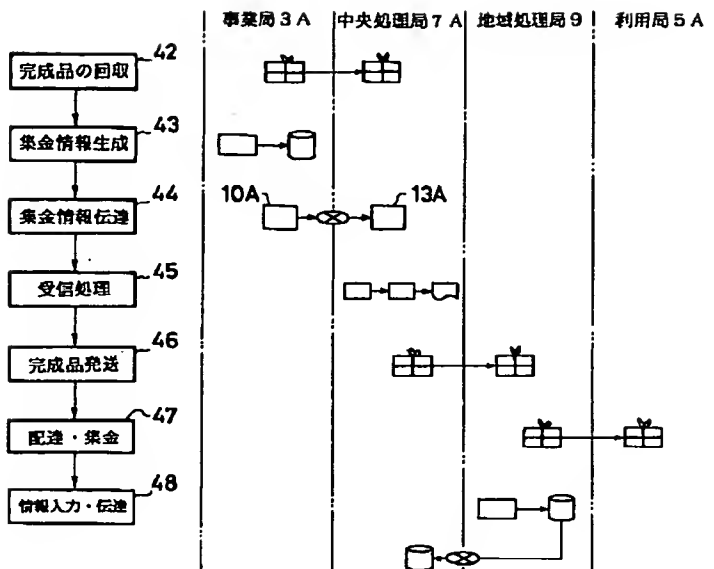 事業局3A 中央処理局7A 地域処理局9 利用局5A
完成品の回収 42
集金情報生成 43
集金情報伝達 44
10A 13A
受信処理 45
完成品発送 46
配達・集金 47
情報入力・伝達 48